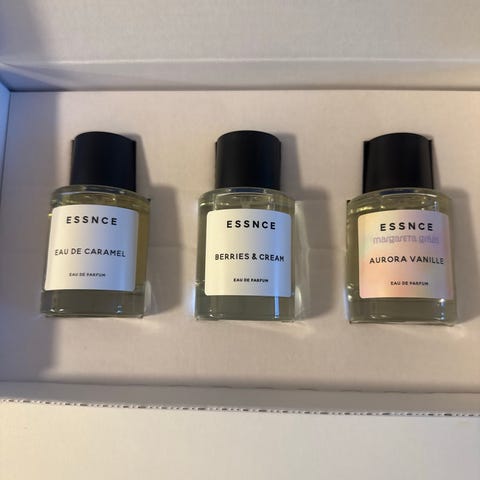 ESSNCE
EAU DE CARAMEL
EAU DE PARFUM
ESSNCE
BERRIES & CREAM
EAU DE PARFUM
ESSNCE
margareta
AURORA VANILLE
EAU DE PARFUM